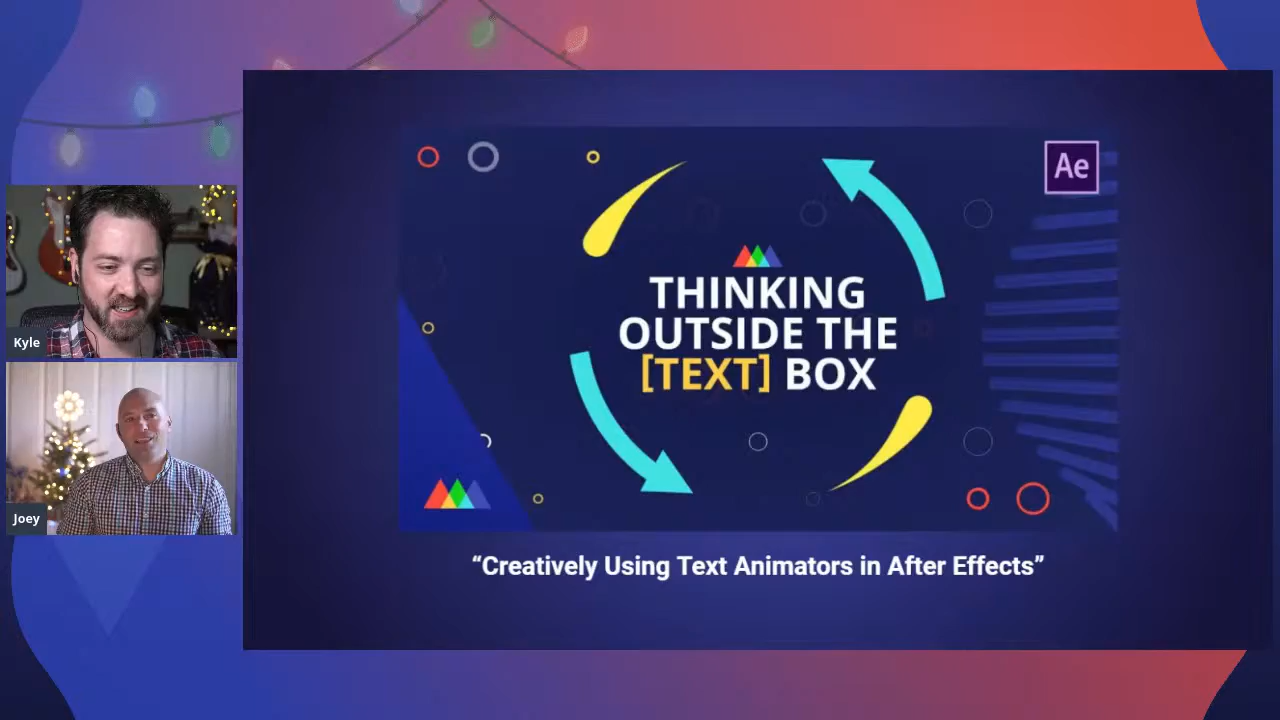 Ae
THINKING
OUTSIDE THE
[TEXT] BOX
Kyle
Joey
“Creatively Using Text Animators in After Effects”